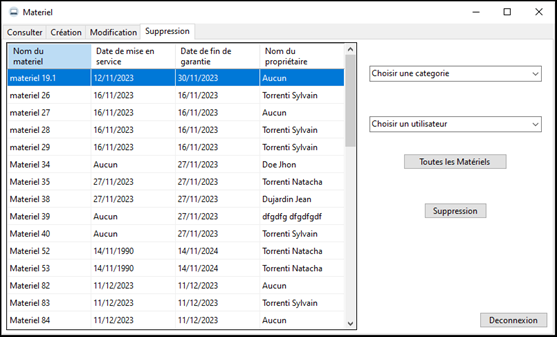 Materiel
Consulter Création Modification Suppression
Nom du materiel Date de mise en service Date de fin de garantie Nom du propriétaire
materiel 19.1 12/11/2023 30/11/2023 Aucun
materiel 26 16/11/2023 16/11/2023 Torrenti Sylvain
materiel 27 16/11/2023 16/11/2023 Aucun
materiel 28 16/11/2023 16/11/2023 Torrenti Sylvain
materiel 29 16/11/2023 16/11/2023 Torrenti Sylvain
Materiel 34 Aucun 27/11/2023 Doe Jhon
Materiel 35 27/11/2023 27/11/2023 Torrenti Natacha
Materiel 38 27/11/2023 27/11/2023 Dujardin Jean
Materiel 39 Aucun 27/11/2023 dfgdfg dfgdfgdf
Materiel 40 Aucun 27/11/2023 Torrenti Sylvain
Materiel 52 14/11/1990 14/11/2024 Torrenti Natacha
Materiel 53 14/11/1990 14/11/2024 Torrenti Natacha
Materiel 82 11/12/2023 11/12/2023 Aucun
Materiel 83 11/12/2023 11/12/2023 Torrenti Sylvain
Materiel 84 11/12/2023 11/12/2023 Aucun
Choisir une categorie
Choisir un utilisateur
Toutes les Matériels
Suppression
Deconnexion